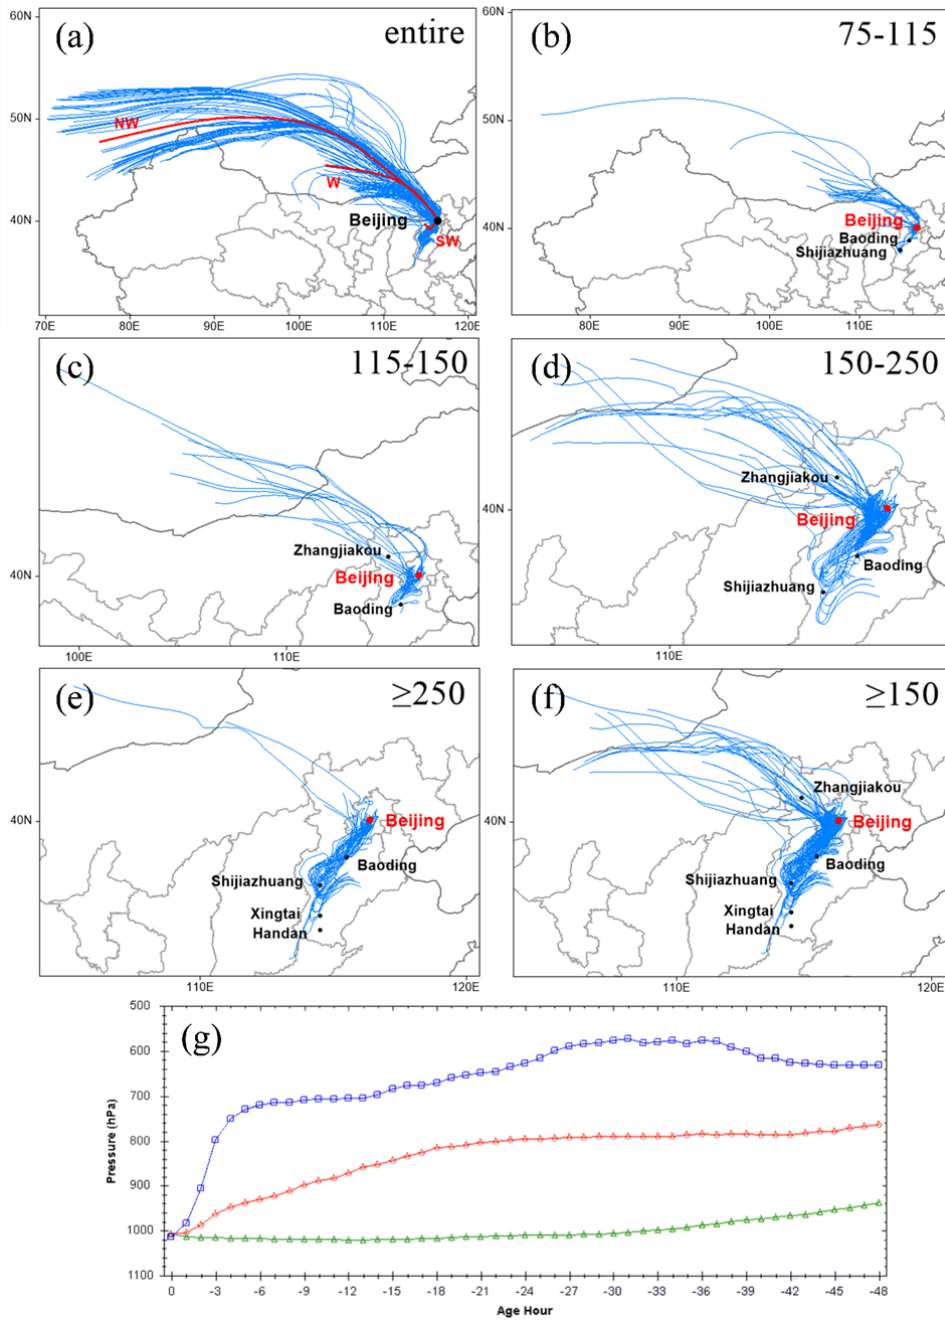 (a) entire
60N
50N
40N
NW
W
Beijing
SW
70E 80E 90E 100E 110E 120E
(b) 75-115
60N
50N
40N
Beijing
Baoding
Shijiazhuang
80E 90E 100E 110E
(c) 115-150
Zhangjiakou
40N
Beijing
Baoding
100E 110E
(d) 150-250
Zhangjiakou
40N
Beijing
Baoding
Shijiazhuang
110E
(e) ≥250
40N
Beijing
Baoding
Shijiazhuang
Xingtai
Handan
110E 120E
(f) ≥150
Zhangjiakou
40N
Beijing
Baoding
Shijiazhuang
Xingtai
Handan
110E 120E
(g)
Pressure (hPa)
500
600
700
800
900
1000
1100
0 -3 -6 -9 -12 -15 -18 -21 -24 -27 -30 -33 -36 -39 -42 -45 -48
Age Hour